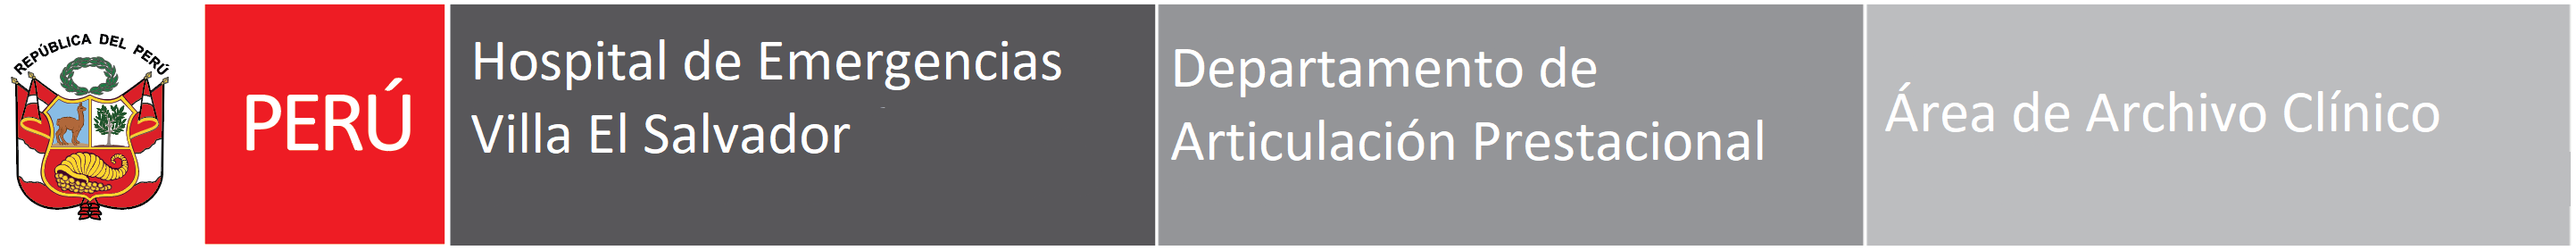 REPÚBLICA DEL PERÚ
PERÚ
Hospital de Emergencias
Villa El Salvador
Departamento de
Articulación Prestacional
Área de Archivo Clínico